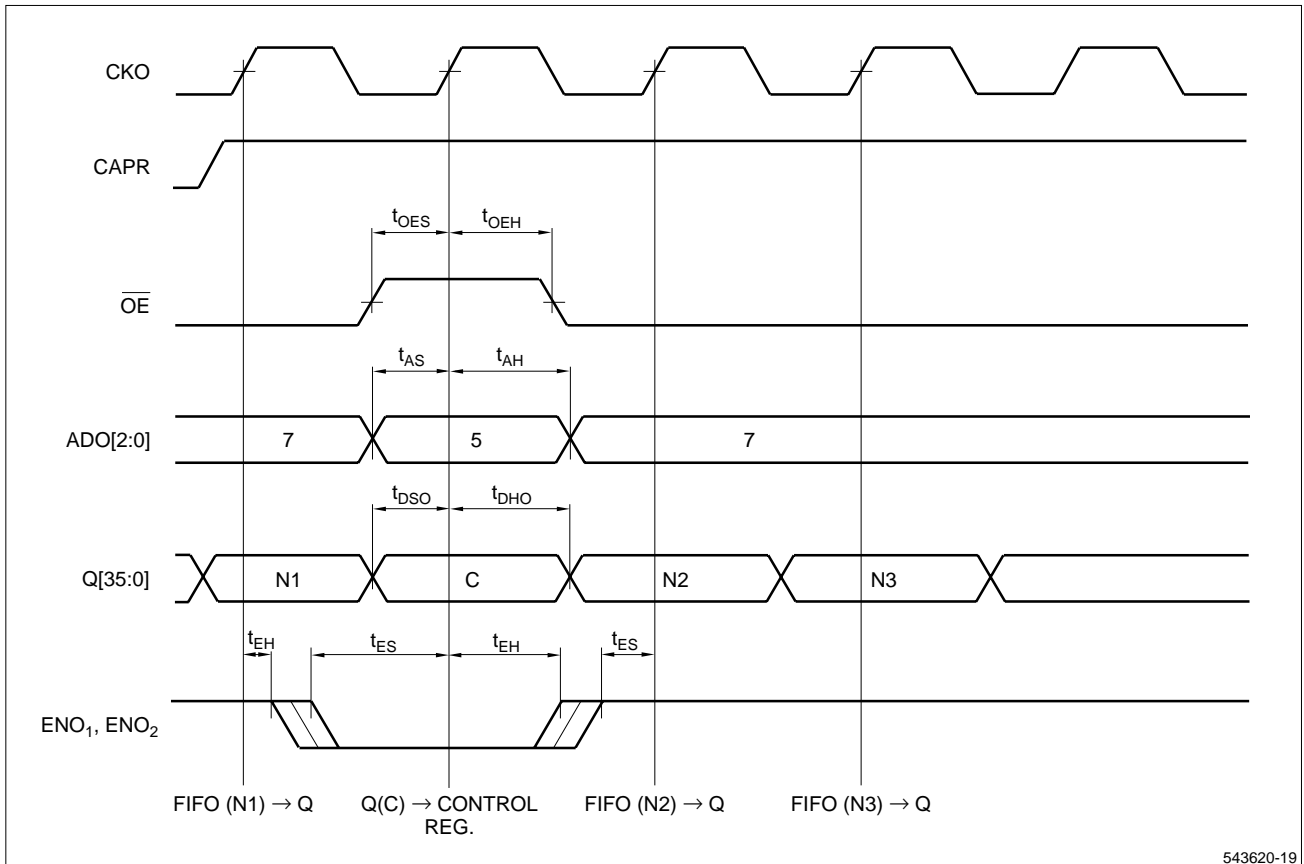 CKO
CAPR
tOES tOEH
OE
tAS tAH
ADO[2:0] 7 5 7
tDSO tDHO
Q[35:0] N1 C N2 N3
tEH tES tEH tES
ENO1, ENO2
FIFO (N1) → Q Q(C) → CONTROL REG. FIFO (N2) → Q FIFO (N3) → Q
543620-19